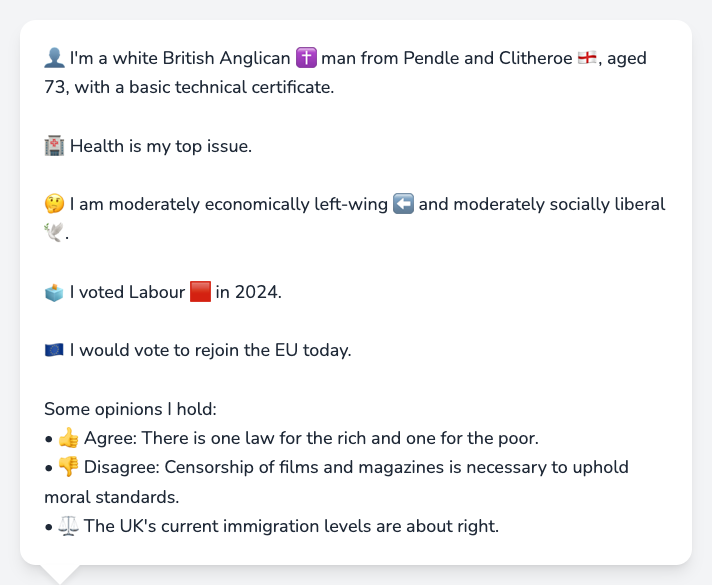 👤 I'm a white British Anglican ✝️ man from Pendle and Clitheroe 🏴󠁧󠁢󠁥󠁮󠁧󠁿, aged
73, with a basic technical certificate.
🏥 Health is my top issue.
🤔 I am moderately economically left-wing ⬅️ and moderately socially liberal
🕊️.
🗳️ I voted Labour 🟥 in 2024.
🇪🇺 I would vote to rejoin the EU today.
Some opinions I hold:
• 👍 Agree: There is one law for the rich and one for the poor.
• 👎 Disagree: Censorship of films and magazines is necessary to uphold
moral standards.
• ⚖️ The UK's current immigration levels are about right.